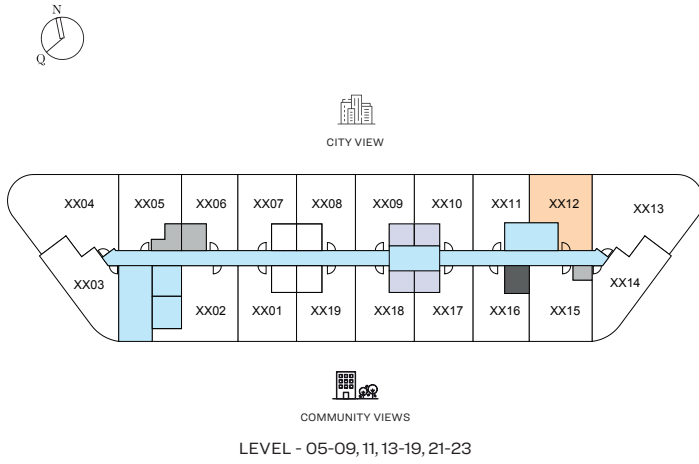 N
Q
CITY VIEW
XX04 XX05 XX06 XX07 XX08 XX09 XX10 XX11 XX12 XX13
XX03 XX14
XX02 XX01 XX19 XX18 XX17 XX16 XX15
COMMUNITY VIEWS
LEVEL - 05-09, 11, 13-19, 21-23